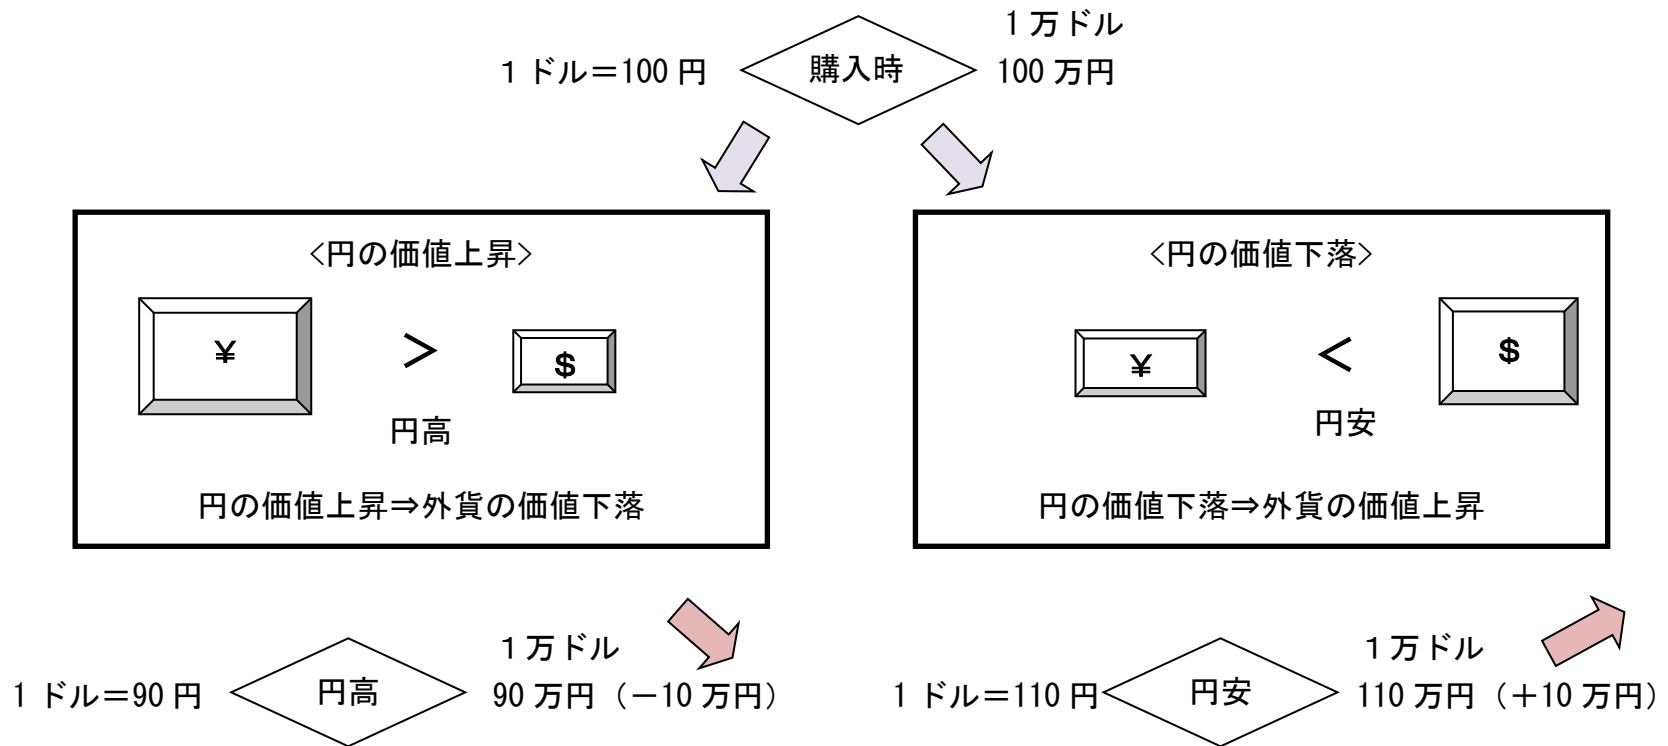 1万ドル
1ドル＝100円
購入時
100万円
<円の価値上昇>
¥
＞
$
円高
円の価値上昇⇒外貨の価値下落
<円の価値下落>
¥
＜
$
円安
円の価値下落⇒外貨の価値上昇
1万ドル
1ドル＝90円
円高
90万円（－10万円）
1万ドル
1ドル＝110円
円安
110万円（＋10万円）